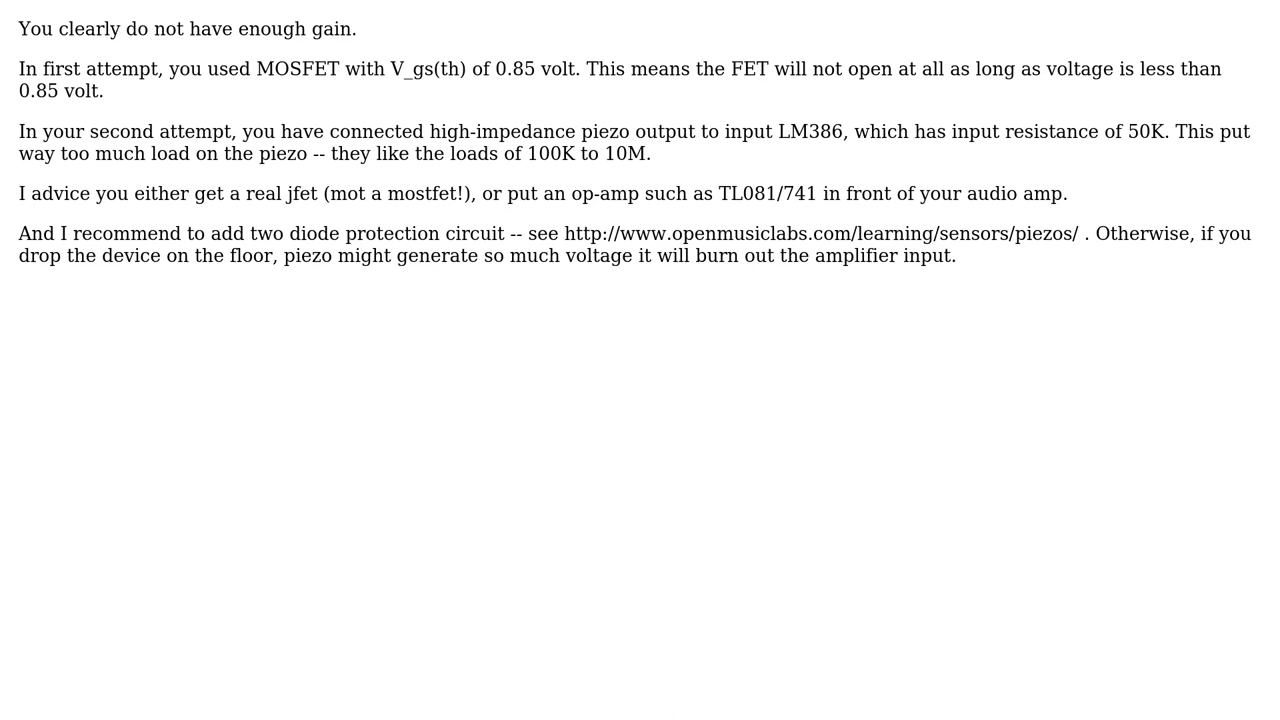 You clearly do not have enough gain.
In first attempt, you used MOSFET with V_gs(th) of 0.85 volt. This means the FET will not open at all as long as voltage is less than
0.85 volt.
In your second attempt, you have connected high-impedance piezo output to input LM386, which has input resistance of 50K. This put
way too much load on the piezo -- they like the loads of 100K to 10M.
I advice you either get a real jfet (mot a mostfet!), or put an op-amp such as TL081/741 in front of your audio amp.
And I recommend to add two diode protection circuit -- see http://www.openmusiclabs.com/learning/sensors/piezos/ . Otherwise, if you
drop the device on the floor, piezo might generate so much voltage it will burn out the amplifier input.